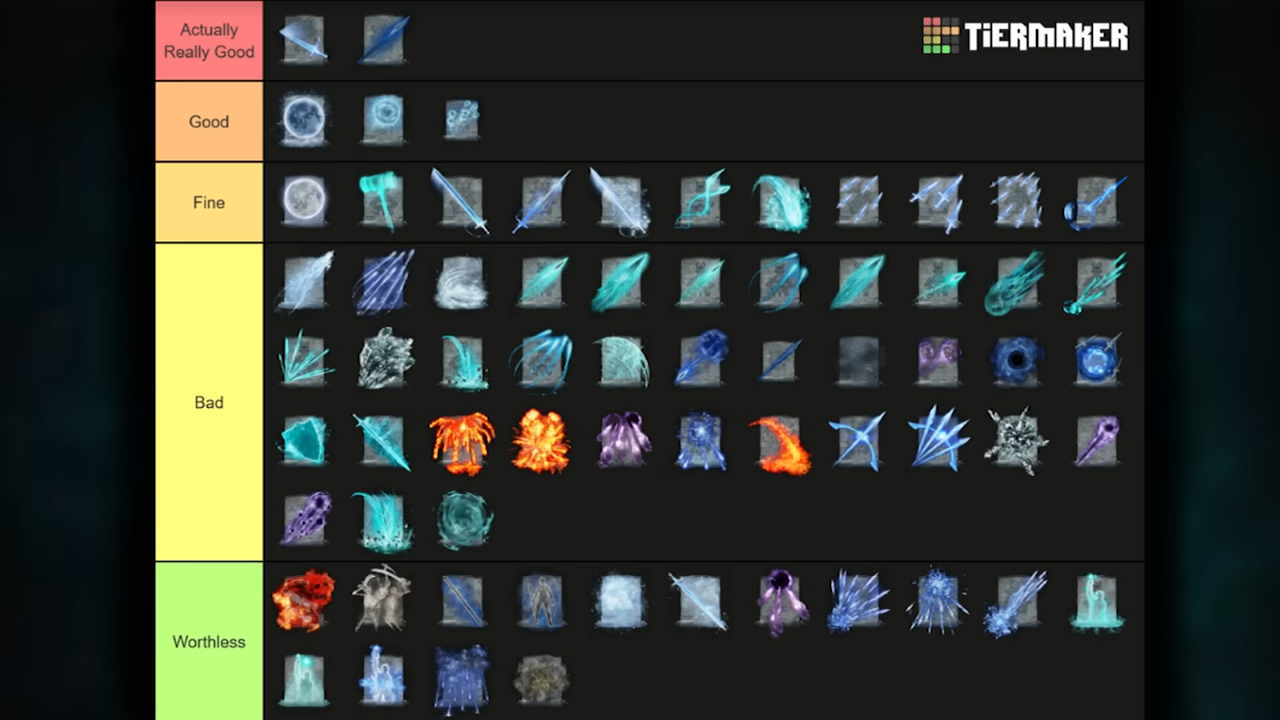 Actually
Really Good
TiERMAKER
Good
Fine
Bad
Worthless